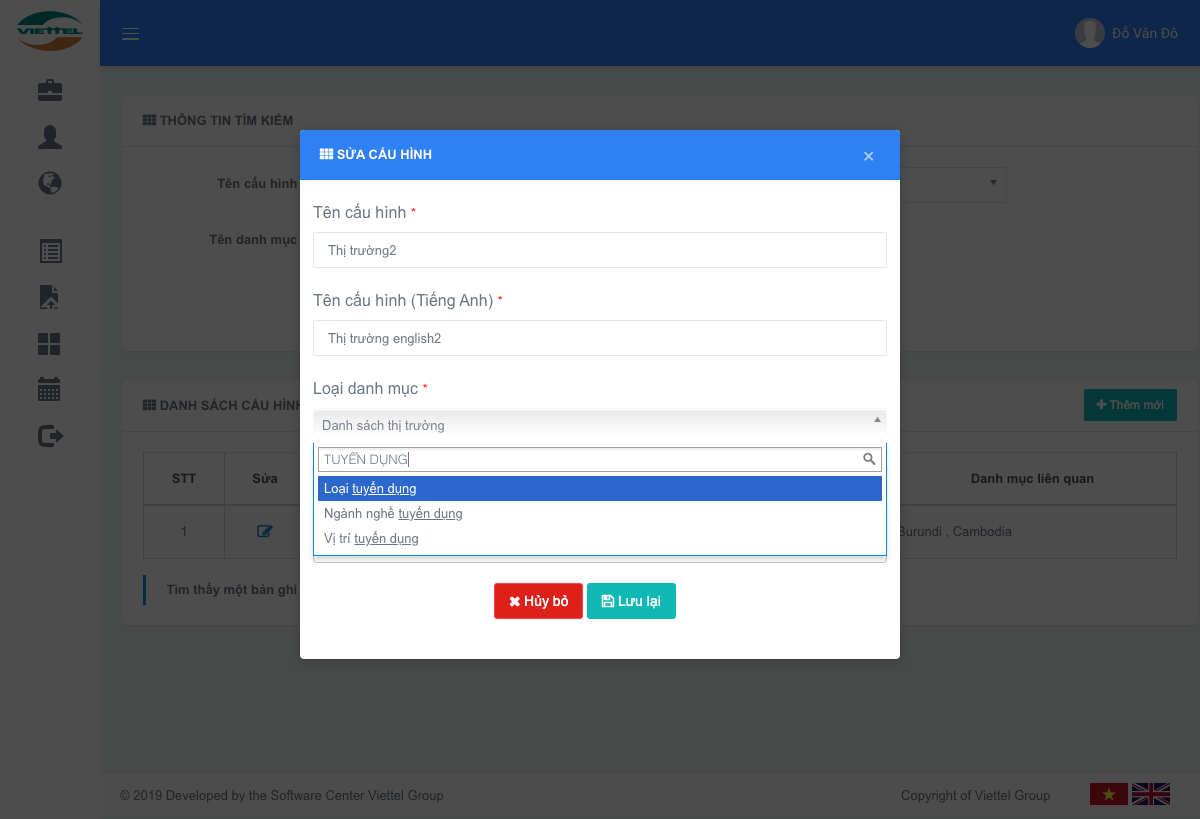 VIETTEL
Đỗ Văn Đô
THÔNG TIN TÌM KIẾM
Tên cấu hình
Tên danh mục
SỬA CẤU HÌNH
×
Tên cấu hình *
Thị trường2
Tên cấu hình (Tiếng Anh) *
Thị trường english2
Loại danh mục *
Danh sách thị trường
TUYỂN DỤNG
Loại tuyển dụng
Ngành nghề tuyển dụng
Vị trí tuyển dụng
Hủy bỏ Lưu lại
DANH SÁCH CẤU HÌNH
Thêm mới
STT Sửa Danh mục liên quan
1 Burundi , Cambodia
Tìm thấy một bản ghi
© 2019 Developed by the Software Center Viettel Group
Copyright of Viettel Group